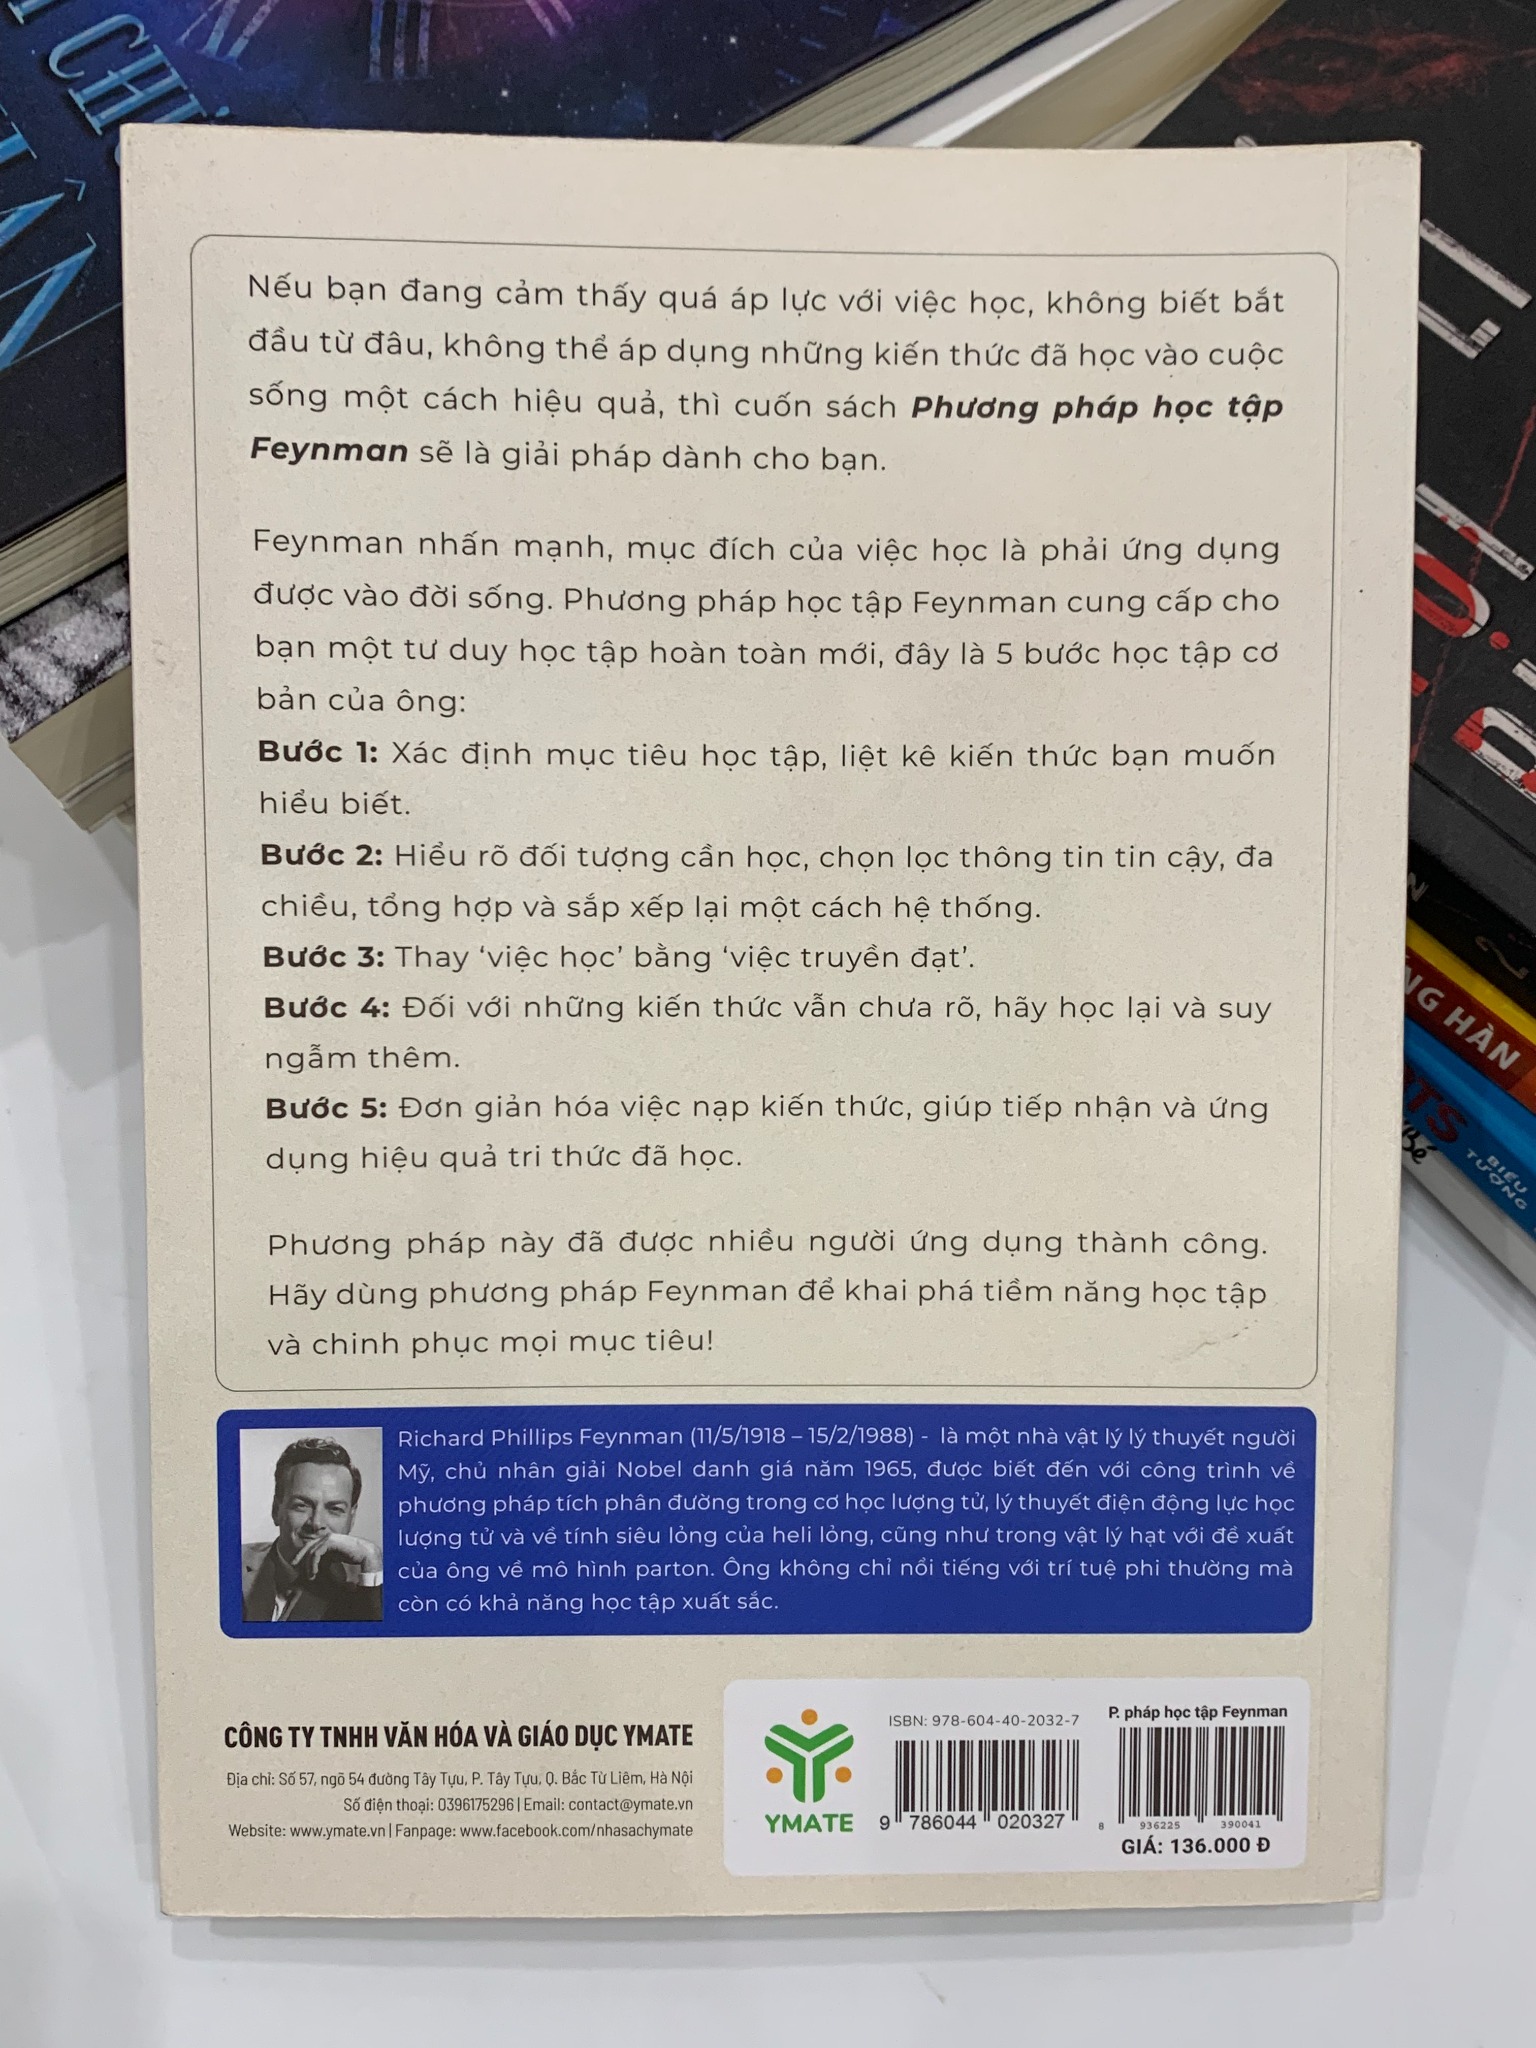 CHỈ
Nếu bạn đang cảm thấy quá áp lực với việc học, không biết bắt
đầu từ đâu, không thể áp dụng những kiến thức đã học vào cuộc
sống một cách hiệu quả, thì cuốn sách Phương pháp học tập
Feynman sẽ là giải pháp dành cho bạn.
Feynman nhấn mạnh, mục đích của việc học là phải ứng dụng
được vào đời sống. Phương pháp học tập Feynman cung cấp cho
bạn một tư duy học tập hoàn toàn mới, đây là 5 bước học tập cơ
bản của ông:
Bước 1: Xác định mục tiêu học tập, liệt kê kiến thức bạn muốn
hiểu biết.
Bước 2: Hiểu rõ đối tượng cần học, chọn lọc thông tin tin cậy, đa
chiều, tổng hợp và sắp xếp lại một cách hệ thống.
Bước 3: Thay ‘việc học’ bằng ‘việc truyền đạt’.
Bước 4: Đối với những kiến thức vẫn chưa rõ, hãy học lại và suy
ngẫm thêm.
Bước 5: Đơn giản hóa việc nạp kiến thức, giúp tiếp nhận và ứng
dụng hiệu quả tri thức đã học.
Phương pháp này đã được nhiều người ứng dụng thành công.
Hãy dùng phương pháp Feynman để khai phá tiềm năng học tập
và chinh phục mọi mục tiêu!
Richard Phillips Feynman (11/5/1918 – 15/2/1988) - là một nhà vật lý lý thuyết người
Mỹ, chủ nhân giải Nobel danh giá năm 1965, được biết đến với công trình về
phương pháp tích phân đường trong cơ học lượng tử, lý thuyết điện động lực học
lượng tử và về tính siêu lỏng của heli lỏng, cũng như trong vật lý hạt với đề xuất
của ông về mô hình parton. Ông không chỉ nổi tiếng với trí tuệ phi thường mà
còn có khả năng học tập xuất sắc.
CÔNG TY TNHH VĂN HÓA VÀ GIÁO DỤC YMATE
Địa chỉ: Số 57, ngõ 54 đường Tây Tựu, P. Tây Tựu, Q. Bắc Từ Liêm, Hà Nội
Số điện thoại: 0396175296 | Email: contact@ymate.vn
Website: www.ymate.vn | Fanpage: www.facebook.com/nhasachymate
YMATE
ISBN: 978-604-40-2032-7
9 786044 020327
P. pháp học tập Feynman
8 936225 390041
GIÁ: 136.000 Đ
HÀN
Bé
BIỂU
TƯỢNG